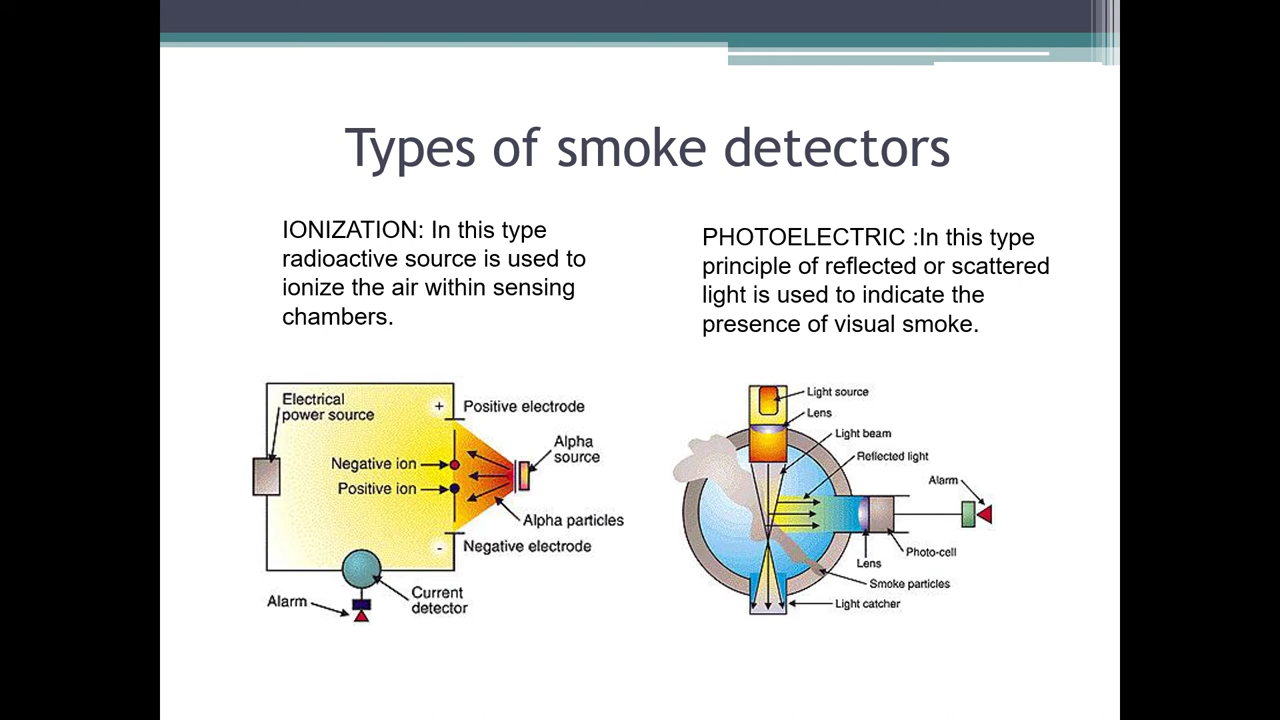 Types of smoke detectors
IONIZATION: In this type
radioactive source is used to
ionize the air within sensing
chambers.
PHOTOELECTRIC :In this type
principle of reflected or scattered
light is used to indicate the
presence of visual smoke.
Electrical
power source
+
Positive electrode
Alpha
source
Negative ion
Positive ion
Alpha particles
-
Negative electrode
Current
detector
Alarm
Light source
Lens
Light beam
Reflected light
Alarm
Photo-cell
Lens
Smoke particles
Light catcher